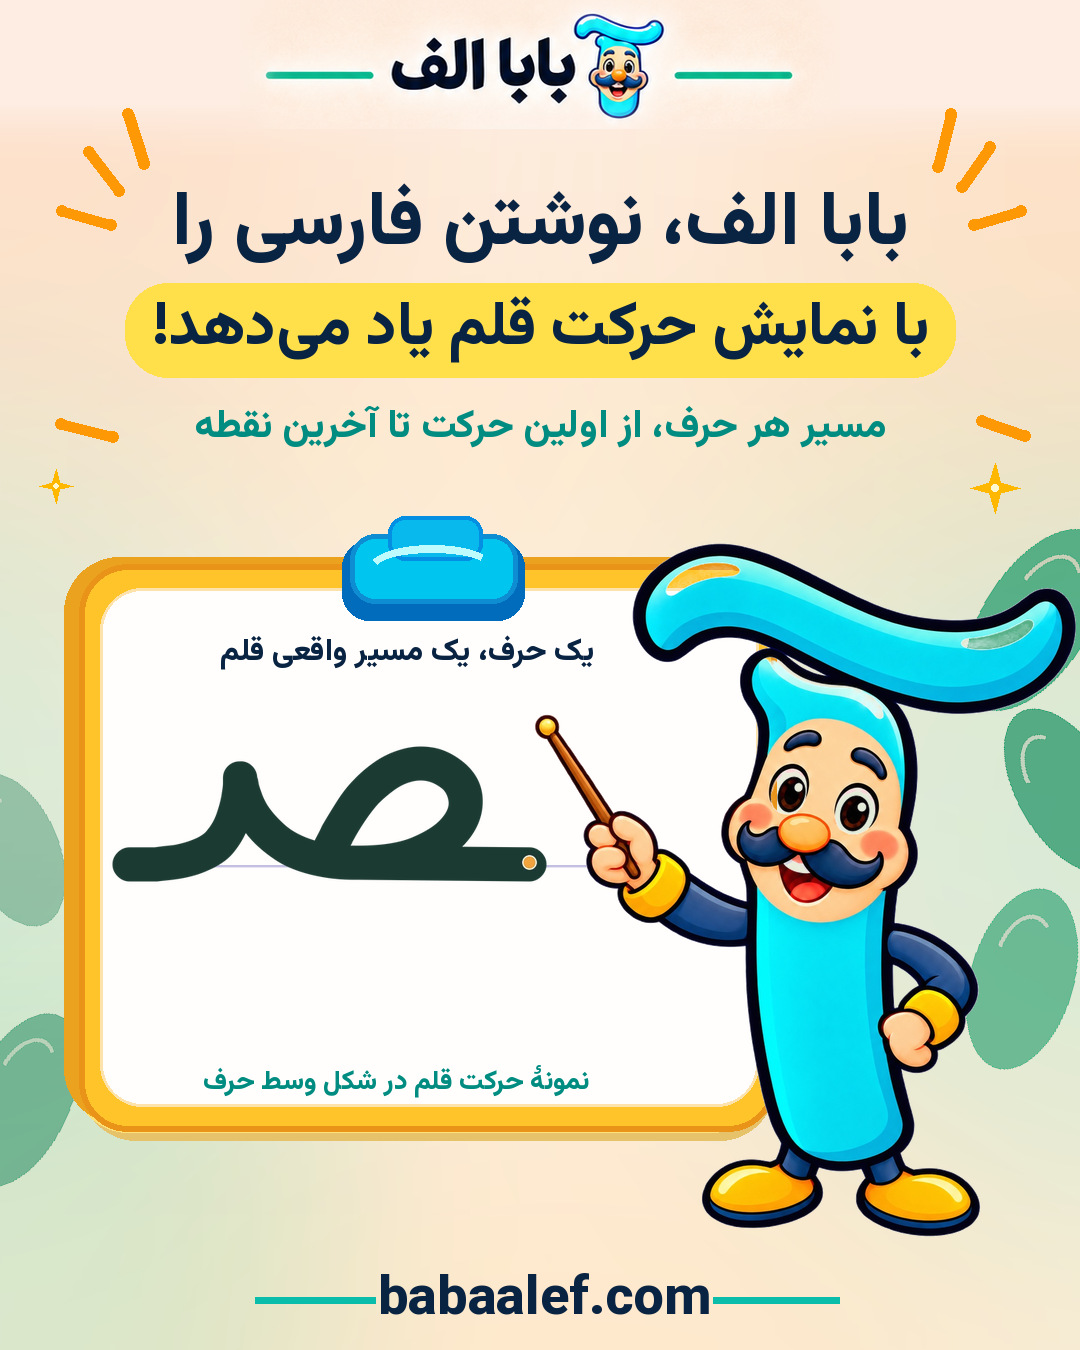 بابا الف
بابا الف، نوشتن فارسی را
با نمایش حرکت قلم یاد می‌دهد!
مسیر هر حرف، از اولین حرکت تا آخرین نقطه
یک حرف، یک مسیر واقعی قلم
ـصـ
نمونهٔ حرکت قلم در شکل وسط حرف
babaalef.com